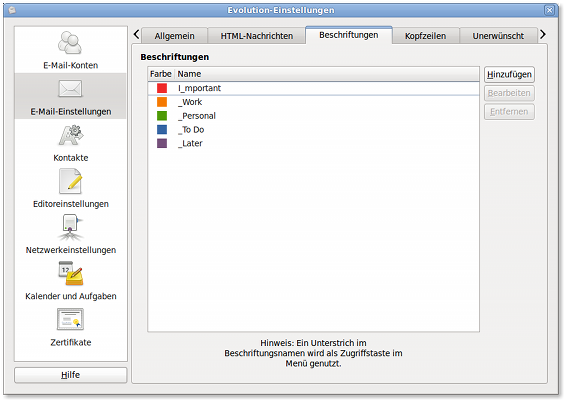 Evolution-Einstellungen
E-Mail-Konten
E-Mail-Einstellungen
Kontakte
Editoreinstellungen
Netzwerkeinstellungen
12
Kalender und Aufgaben
Zertifikate
Hilfe
Allgemein
HTML-Nachrichten
Beschriftungen
Kopfzeilen
Unerwünscht
Beschriftungen
Farbe Name
I_mportant
_Work
_Personal
_To Do
_Later
Hinzufügen
Bearbeiten
Entfernen
Hinweis: Ein Unterstrich im
Beschriftungsnamen wird als Zugriffstaste im
Menü genutzt.